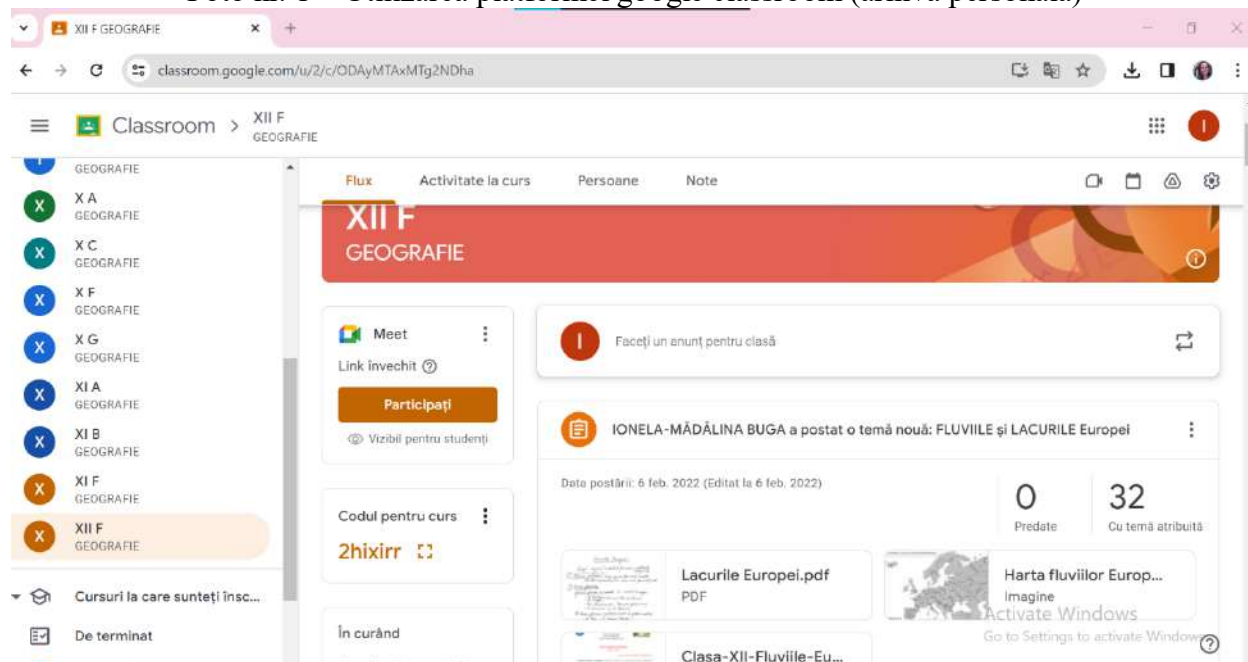 XII F GEOGRAFIE
classroom.google.com/u/2/c/ODAyMTAxMTg2NDha
Classroom > XII F
GEOGRAFIE
I
GEOGRAFIE
X
X A
GEOGRAFIE
X
X C
GEOGRAFIE
X
X F
GEOGRAFIE
X
X G
GEOGRAFIE
X
XI A
GEOGRAFIE
X
XI B
GEOGRAFIE
X
XI F
GEOGRAFIE
X
XII F
GEOGRAFIE
Cursuri la care sunteți însc...
De terminat
Flux Activitate la curs Persoane Note
XII F
GEOGRAFIE
Meet
Link învechit
Participați
Vizibil pentru studenți
Codul pentru curs
2hixirr
În curând
I
Faceți un anunț pentru clasă
IONELA-MĂDĂLINA BUGA a postat o temă nouă: FLUVIILE și LACURILE Europei
Data postării: 6 feb. 2022 (Editat la 6 feb. 2022)
0
Predate
32
Cu temă atribuită
Lacurile Europei.pdf
PDF
Harta fluviilor Europ...
Imagine
Clasa-XII-Fluviile-Eu...
Activate Windows
Go to Settings to activate Windows